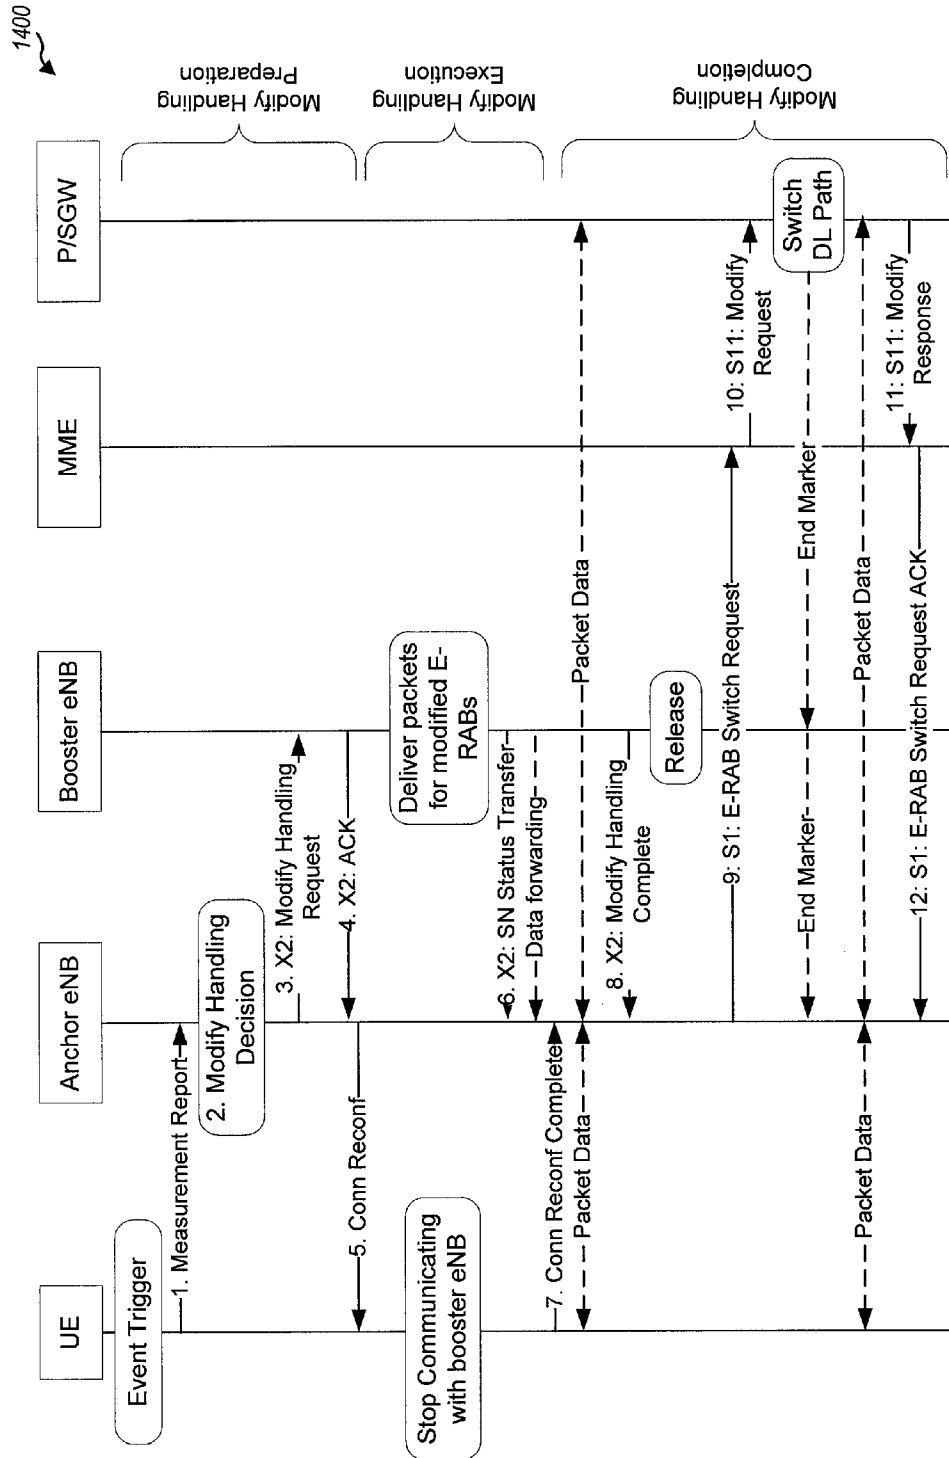 1400
UE
Anchor eNB
Booster eNB
MME
P/SGW
Event Trigger
1. Measurement Report
2. Modify Handling
Decision
3. X2: Modify Handling
Request
4. X2: ACK
5. Conn Reconf
Modify Handling
Preparation
Stop Communicating
with booster eNB
Deliver packets
for modified E-
RABs
6. X2: SN Status Transfer
Data forwarding
7. Conn Reconf Complete
Modify Handling
Execution
Packet Data
Packet Data
8. X2: Modify Handling
Complete
Release
9: S1: E-RAB Switch Request
10: S11: Modify
Request
Switch
DL Path
End Marker
End Marker
Packet Data
Packet Data
11: S11: Modify
Response
12: S1: E-RAB Switch Request ACK
Modify Handling
Completion